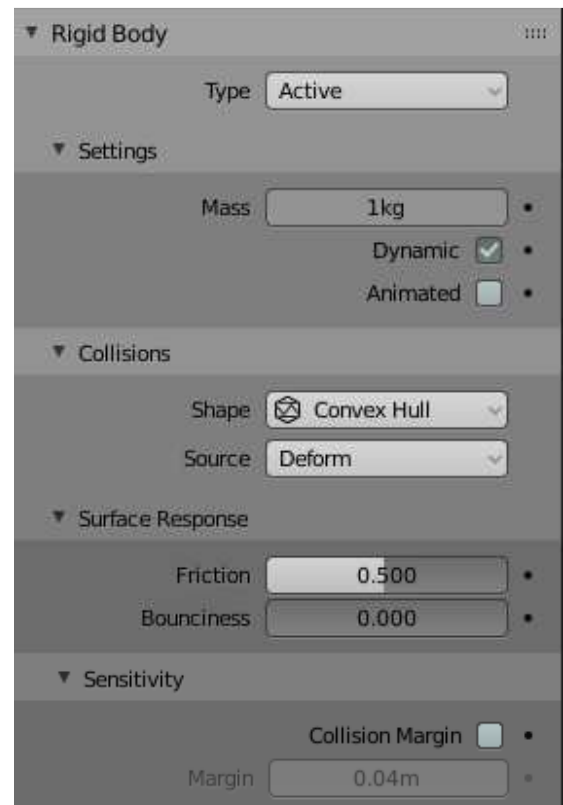 Rigid Body
Type Active
Settings
Mass 1kg
Dynamic
Animated
Collisions
Shape Convex Hull
Source Deform
Surface Response
Friction 0.500
Bounciness 0.000
Sensitivity
Collision Margin
Margin 0.04m